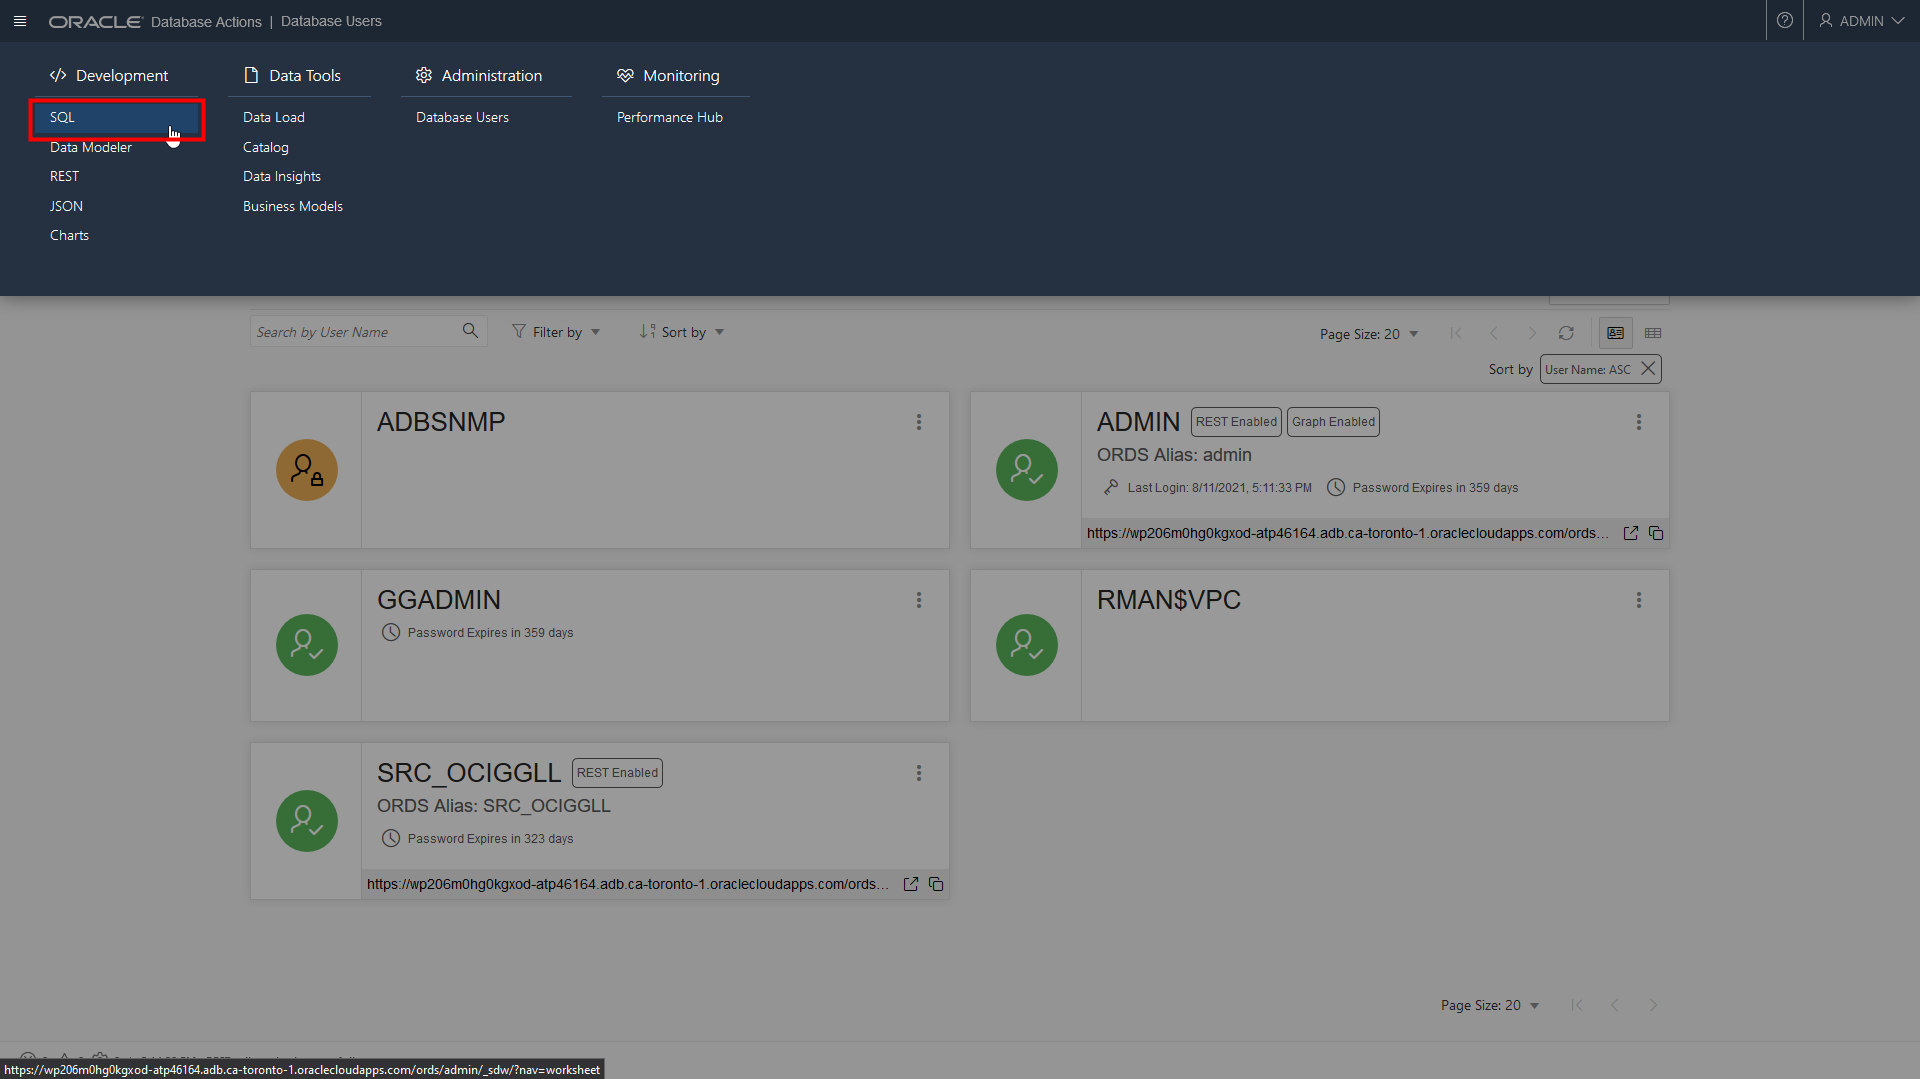 ORACLE Database Actions | Database Users
ADMIN
Development
SQL
Data Modeler
REST
JSON
Charts
Data Tools
Data Load
Catalog
Data Insights
Business Models
Administration
Database Users
Monitoring
Performance Hub
Search by User Name
Filter by
Sort by
Page Size: 20
Sort by
User Name: ASC
ADBSNMP
ADMIN REST Enabled Graph Enabled
ORDS Alias: admin
Last Login: 8/11/2021, 5:11:33 PM Password Expires in 359 days
https://wp206m0hg0kgxod-atp46164.adb.ca-toronto-1.oraclecloudapps.com/ords...
GGADMIN
Password Expires in 359 days
RMAN$VPC
SRC_OCIGGLL REST Enabled
ORDS Alias: SRC_OCIGGLL
Password Expires in 323 days
https://wp206m0hg0kgxod-atp46164.adb.ca-toronto-1.oraclecloudapps.com/ords...
Page Size: 20
https://wp206m0hg0kgxod-atp46164.adb.ca-toronto-1.oraclecloudapps.com/ords/admin/_sdw/?nav=worksheet